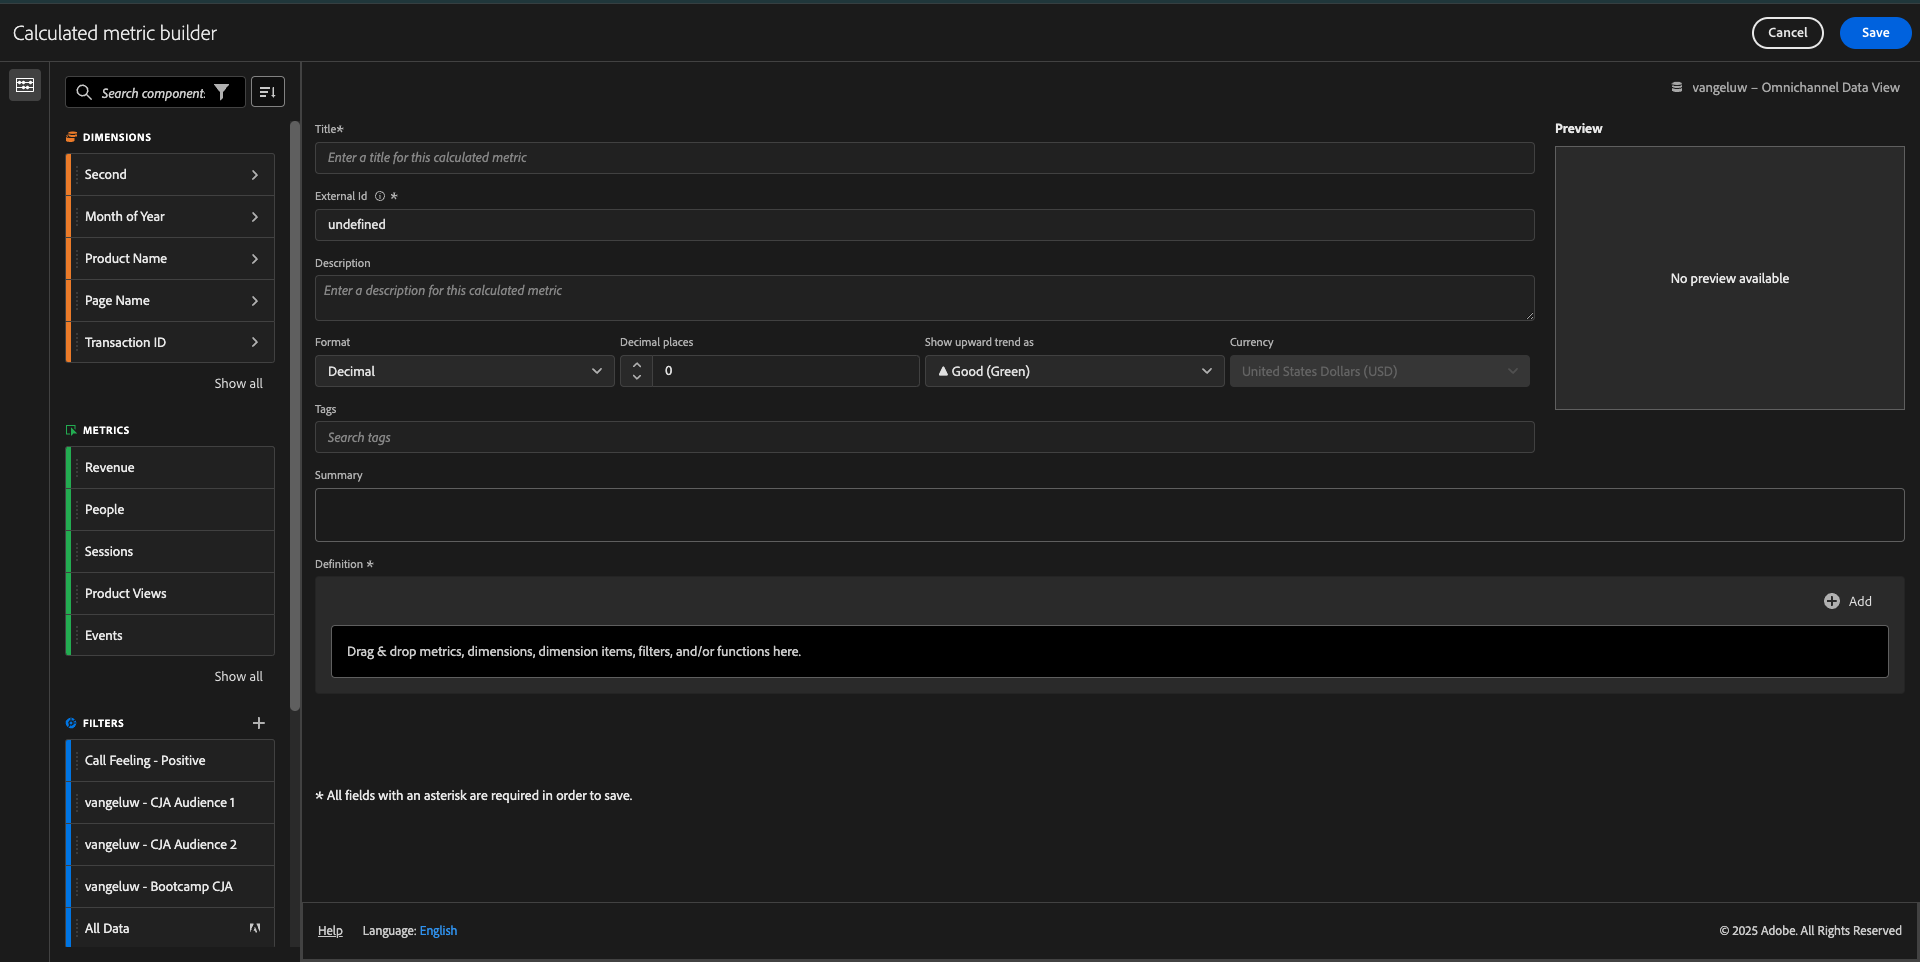 Calculated metric builder
Cancel
Save
Search component:
vangeluw – Omnichannel Data View
DIMENSIONS
Second
Month of Year
Product Name
Page Name
Transaction ID
Show all
METRICS
Revenue
People
Sessions
Product Views
Events
Show all
FILTERS
Call Feeling - Positive
vangeluw - CJA Audience 1
vangeluw - CJA Audience 2
vangeluw - Bootcamp CJA
All Data
Title*
Enter a title for this calculated metric
External Id *
undefined
Description
Enter a description for this calculated metric
Format
Decimal
Decimal places
0
Show upward trend as
Good (Green)
Currency
United States Dollars (USD)
Tags
Search tags
Preview
No preview available
Summary
Definition *
Add
Drag & drop metrics, dimensions, dimension items, filters, and/or functions here.
* All fields with an asterisk are required in order to save.
Help
Language: English
© 2025 Adobe. All Rights Reserved